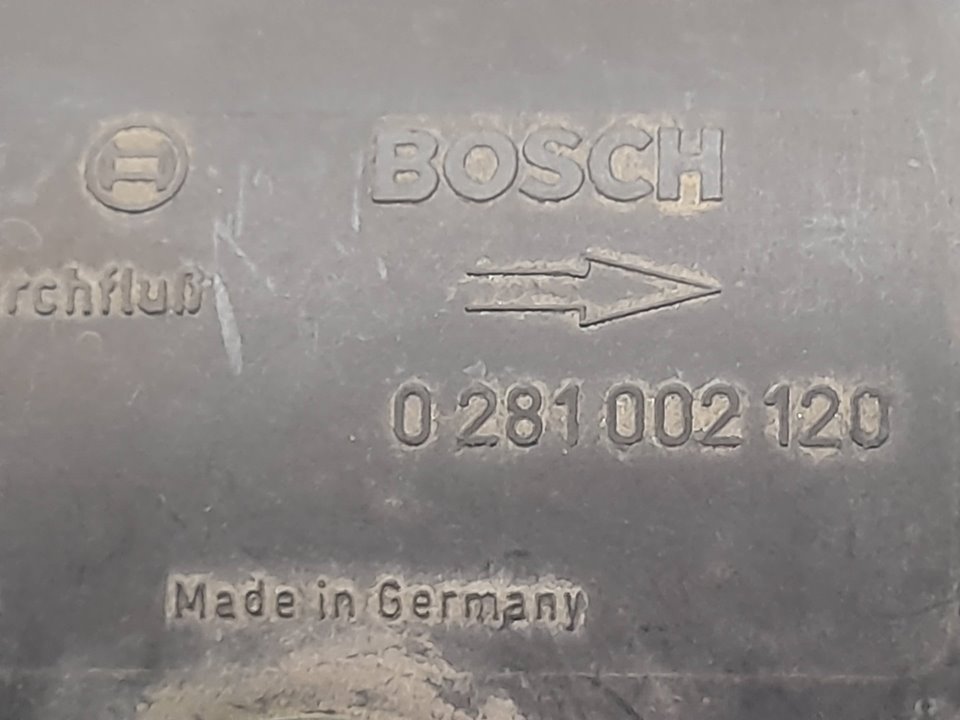 BOSCH
rchfluß
0 281 002 120
Made in Germany